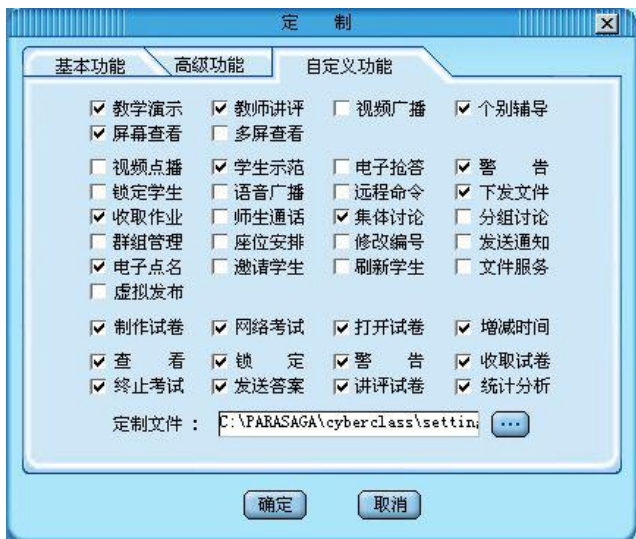 定 制
基本功能 高级功能 自定义功能
教学演示 教师讲评 视频广播 个别辅导
屏幕查看 多屏查看
视频点播 学生示范 电子抢答 警 告
锁定学生 语音广播 远程命令 下发文件
收取作业 师生通话 集体讨论 分组讨论
群组管理 座位安排 修改编号 发送通知
电子点名 邀请学生 刷新学生 文件服务
虚拟发布
制作试卷 网络考试 打开试卷 增减时间
查 看 锁 定 警 告 收取试卷
终止考试 发送答案 讲评试卷 统计分析
定制文件： C:\PARASAGA\cyberclass\settin ...
确定 取消